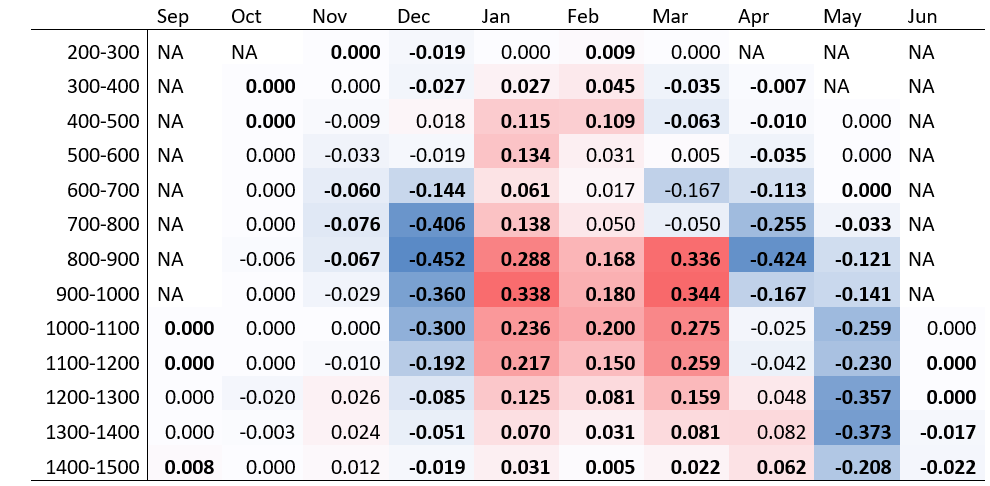 Sep Oct Nov Dec Jan Feb Mar Apr May Jun
200-300 NA NA 0.000 -0.019 0.000 0.009 0.000 NA NA NA
300-400 NA 0.000 0.000 -0.027 0.027 0.045 -0.035 -0.007 NA NA
400-500 NA 0.000 -0.009 0.018 0.115 0.109 -0.063 -0.010 0.000 NA
500-600 NA 0.000 -0.033 -0.019 0.134 0.031 0.005 -0.035 0.000 NA
600-700 NA 0.000 -0.060 -0.144 0.061 0.017 -0.167 -0.113 0.000 NA
700-800 NA 0.000 -0.076 -0.406 0.138 0.050 -0.050 -0.255 -0.033 NA
800-900 NA -0.006 -0.067 -0.452 0.288 0.168 0.336 -0.424 -0.121 NA
900-1000 NA 0.000 -0.029 -0.360 0.338 0.180 0.344 -0.167 -0.141 NA
1000-1100 0.000 0.000 0.000 -0.300 0.236 0.200 0.275 -0.025 -0.259 0.000
1100-1200 0.000 0.000 -0.010 -0.192 0.217 0.150 0.259 -0.042 -0.230 0.000
1200-1300 0.000 -0.020 0.026 -0.085 0.125 0.081 0.159 0.048 -0.357 0.000
1300-1400 0.000 -0.003 0.024 -0.051 0.070 0.031 0.081 0.082 -0.373 -0.017
1400-1500 0.008 0.000 0.012 -0.019 0.031 0.005 0.022 0.062 -0.208 -0.022